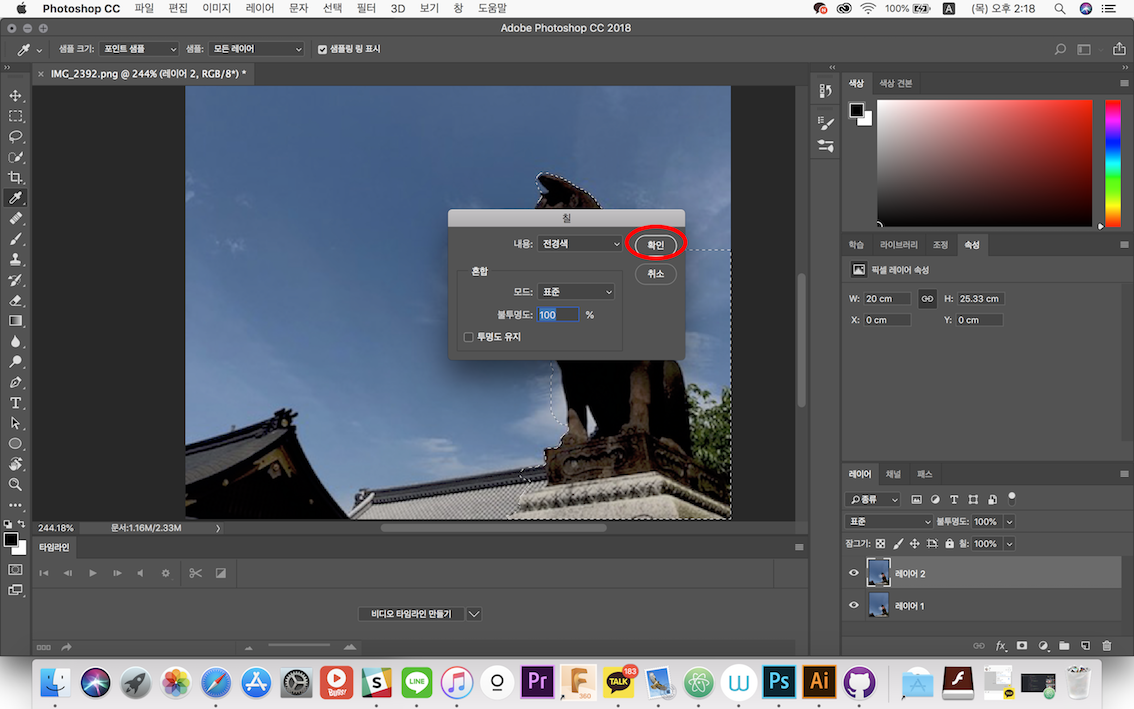 Photoshop CC 파일 편집 이미지 레이어 문자 선택 필터 3D 보기 창 도움말 100% A (목) 오후 2:18
Adobe Photoshop CC 2018
샘플 크기: 포인트 샘플 샘플: 모든 레이어 샘플링 링 표시
IMG_2392.png @ 244% (레이어 2, RGB/8*) *
색상 색상 견본
칠
내용: 전경색 확인
취소
혼합
모드: 표준
불투명도: 100 %
투명도 유지
학습 라이브러리 조정 속성
픽셀 레이어 속성
W: 20 cm H: 25.33 cm
X: 0 cm Y: 0 cm
레이어 채널 패스
종류
표준 불투명도: 100%
잠그기: 칠: 100%
레이어 2
레이어 1
fx
244.18% 문서:1.16M/2.33M
타임라인
비디오 타임라인 만들기
BUGS!
S
LINE
Pr
F
360
TALK
183
Ps
Ai